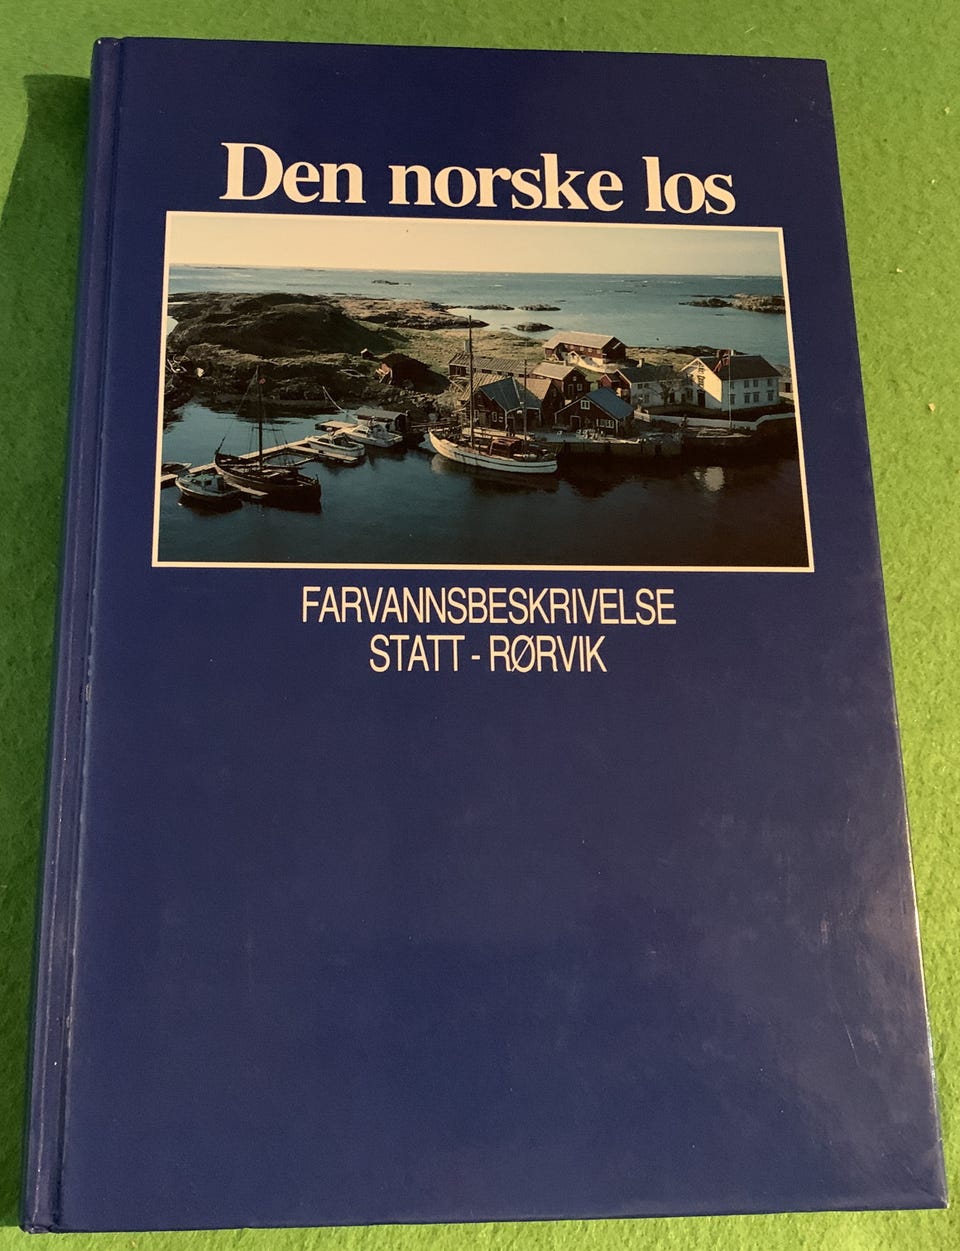 Den norske los
FARVANNSBESKRIVELSE
STATT - RØRVIK